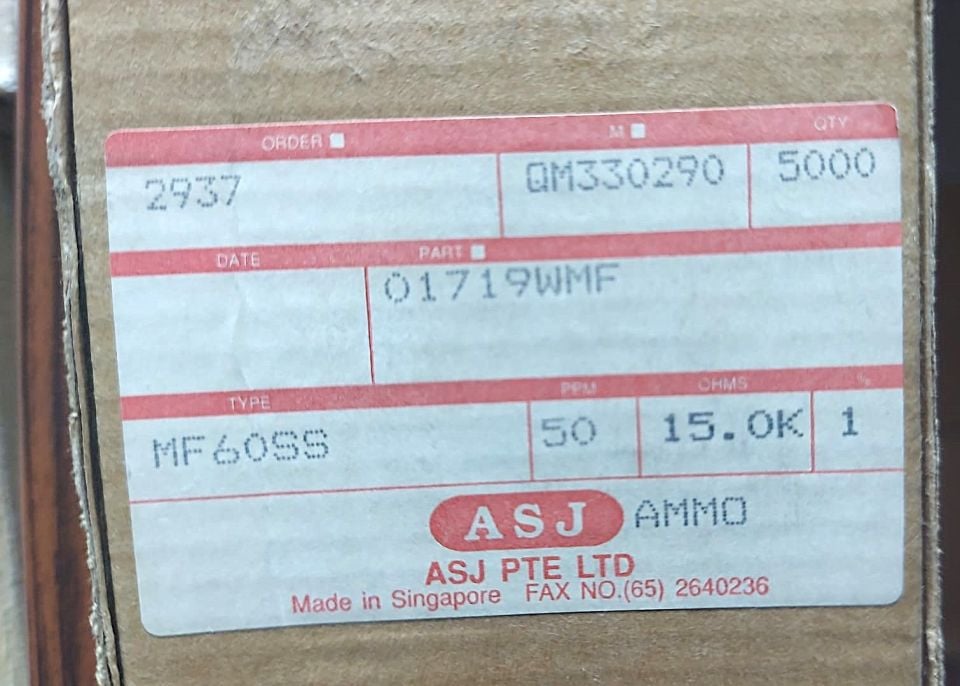 ORDER M QTY
2937 QM330290 5000
DATE PART
01719WMF
TYPE PPM OHMS %
MF60SS 50 15.0K 1
ASJ AMMO
ASJ PTE LTD
Made in Singapore FAX NO.(65) 2640236